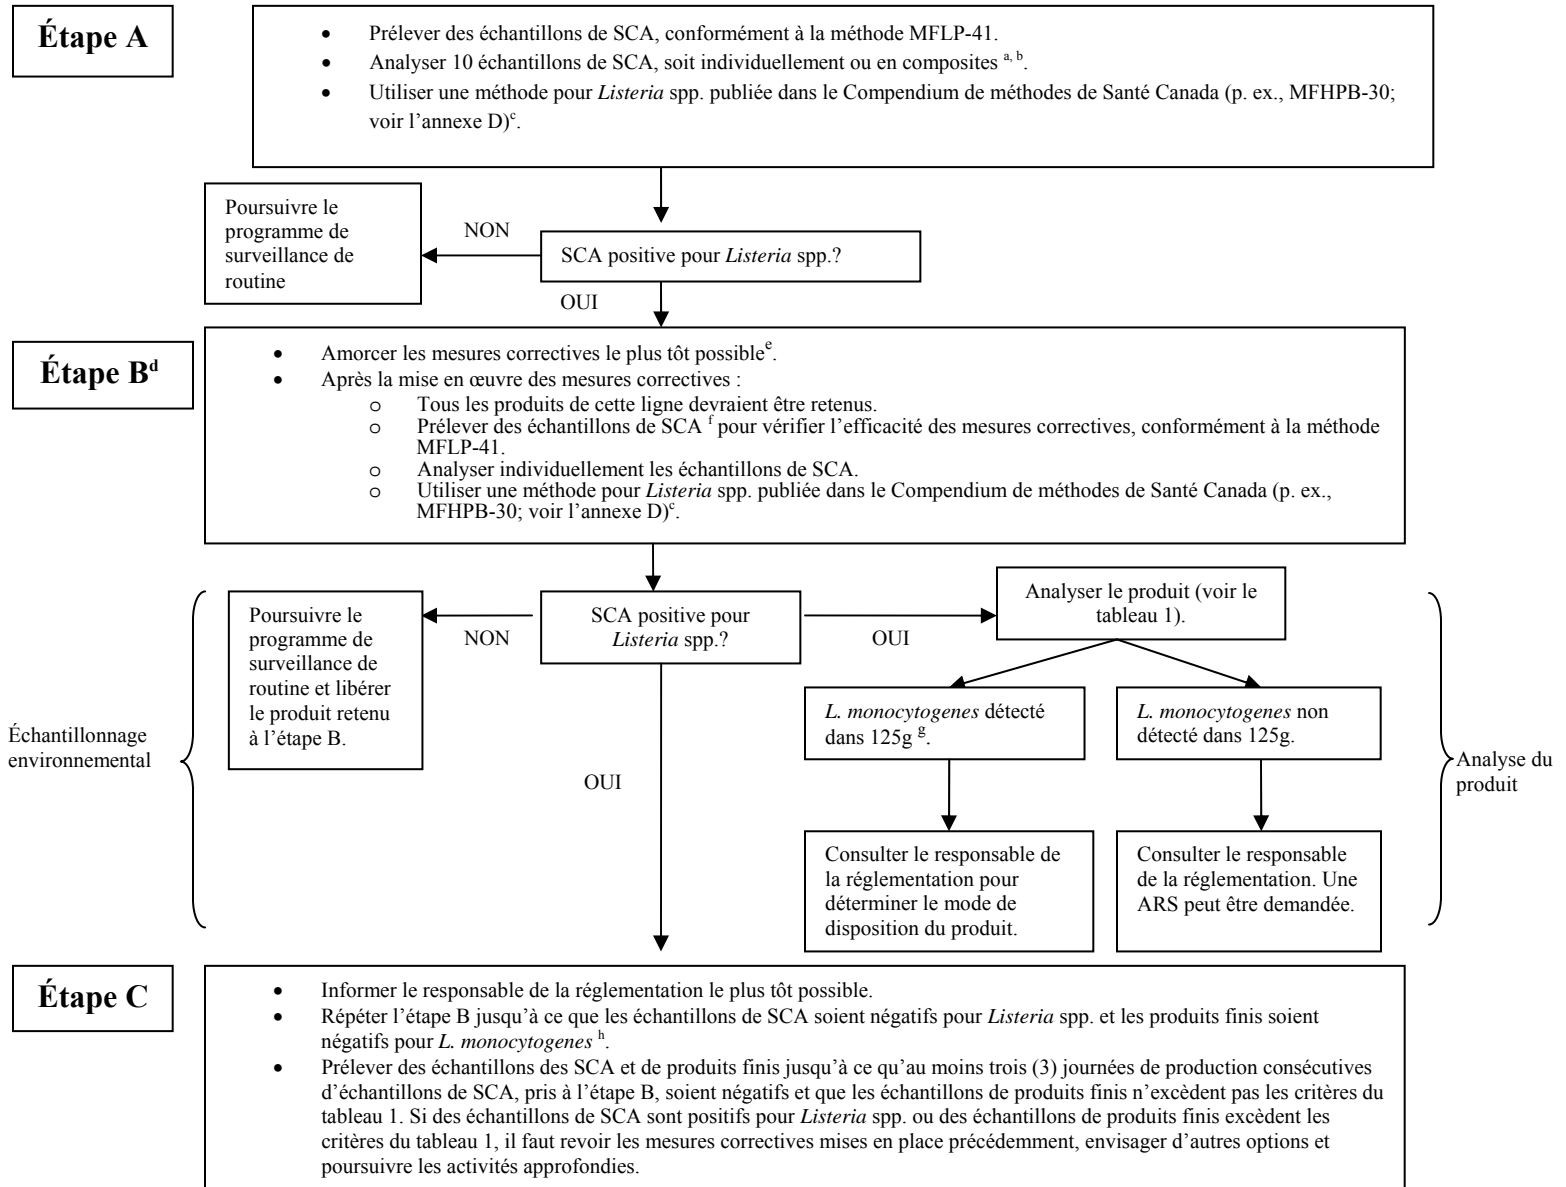 Étape A
• Prélever des échantillons de SCA, conformément à la méthode MFLP-41.
• Analyser 10 échantillons de SCA, soit individuellement ou en composites a, b.
• Utiliser une méthode pour Listeria spp. publiée dans le Compendium de méthodes de Santé Canada (p. ex., MFHPB-30;
voir l’annexe D)c.
Poursuivre le
programme de
surveillance de
routine
NON
SCA positive pour Listeria spp.?
OUI
Étape Bd
• Amorcer les mesures correctives le plus tôt possiblee.
• Après la mise en œuvre des mesures correctives :
o Tous les produits de cette ligne devraient être retenus.
o Prélever des échantillons de SCA f pour vérifier l’efficacité des mesures correctives, conformément à la méthode
MFLP-41.
o Analyser individuellement les échantillons de SCA.
o Utiliser une méthode pour Listeria spp. publiée dans le Compendium de méthodes de Santé Canada (p. ex.,
MFHPB-30; voir l’annexe D)c.
Échantillonnage
environnemental
Poursuivre le
programme de
surveillance de
routine et libérer
le produit retenu
à l’étape B.
NON
SCA positive pour
Listeria spp.?
OUI
OUI
Analyser le produit (voir le
tableau 1).
L. monocytogenes détecté
dans 125g g.
L. monocytogenes non
détecté dans 125g.
Consulter le responsable de
la réglementation pour
déterminer le mode de
disposition du produit.
Consulter le responsable
de la réglementation. Une
ARS peut être demandée.
Analyse du
produit
Étape C
• Informer le responsable de la réglementation le plus tôt possible.
• Répéter l’étape B jusqu’à ce que les échantillons de SCA soient négatifs pour Listeria spp. et les produits finis soient
négatifs pour L. monocytogenes h.
• Prélever des échantillons des SCA et de produits finis jusqu’à ce qu’au moins trois (3) journées de production consécutives
d’échantillons de SCA, pris à l’étape B, soient négatifs et que les échantillons de produits finis n’excèdent pas les critères du
tableau 1. Si des échantillons de SCA sont positifs pour Listeria spp. ou des échantillons de produits finis excèdent les
critères du tableau 1, il faut revoir les mesures correctives mises en place précédemment, envisager d’autres options et
poursuivre les activités approfondies.